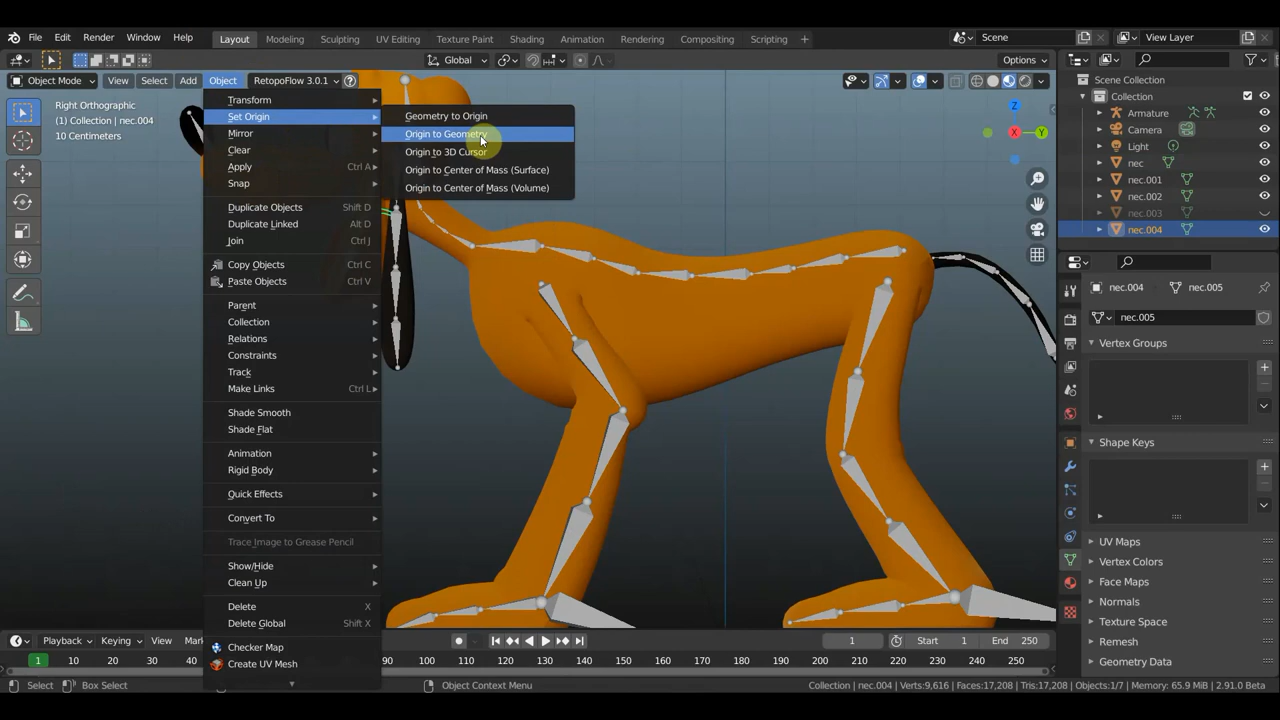 File Edit Render Window Help Layout Modeling Sculpting UV Editing Texture Paint Shading Animation Rendering Compositing Scripting + Scene View Layer
Global Options
Object Mode View Select Add Object RetopoFlow 3.0.1
Right Orthographic
(1) Collection | nec.004
10 Centimeters
Transform
Set Origin
Mirror
Clear
Apply Ctrl A
Snap
Duplicate Objects Shift D
Duplicate Linked Alt D
Join Ctrl J
Copy Objects Ctrl C
Paste Objects Ctrl V
Parent
Collection
Relations
Constraints
Track
Make Links Ctrl L
Shade Smooth
Shade Flat
Animation
Rigid Body
Quick Effects
Convert To
Trace Image to Grease Pencil
Show/Hide
Clean Up
Delete X
Delete Global Shift X
Checker Map
Create UV Mesh
Geometry to Origin
Origin to Geometry
Origin to 3D Cursor
Origin to Center of Mass (Surface)
Origin to Center of Mass (Volume)
Z
Y
X
Scene Collection
Collection
Armature
Camera
Light
nec
nec.001
nec.002
nec.003
nec.004
nec.004 nec.005
nec.005
Vertex Groups
Shape Keys
UV Maps
Vertex Colors
Face Maps
Normals
Texture Space
Remesh
Geometry Data
Playback Keying View Mar 1 Start 1 End 250
1 90 100 110 120 130 140 150 160 170 180 190 200 210 220 230 240 250
Select Box Select Object Context Menu Collection | nec.004 | Verts:9,616 | Faces:17,208 | Tris:17,208 | Objects:1/7 | Memory: 65.9 MiB | 2.91.0 Beta